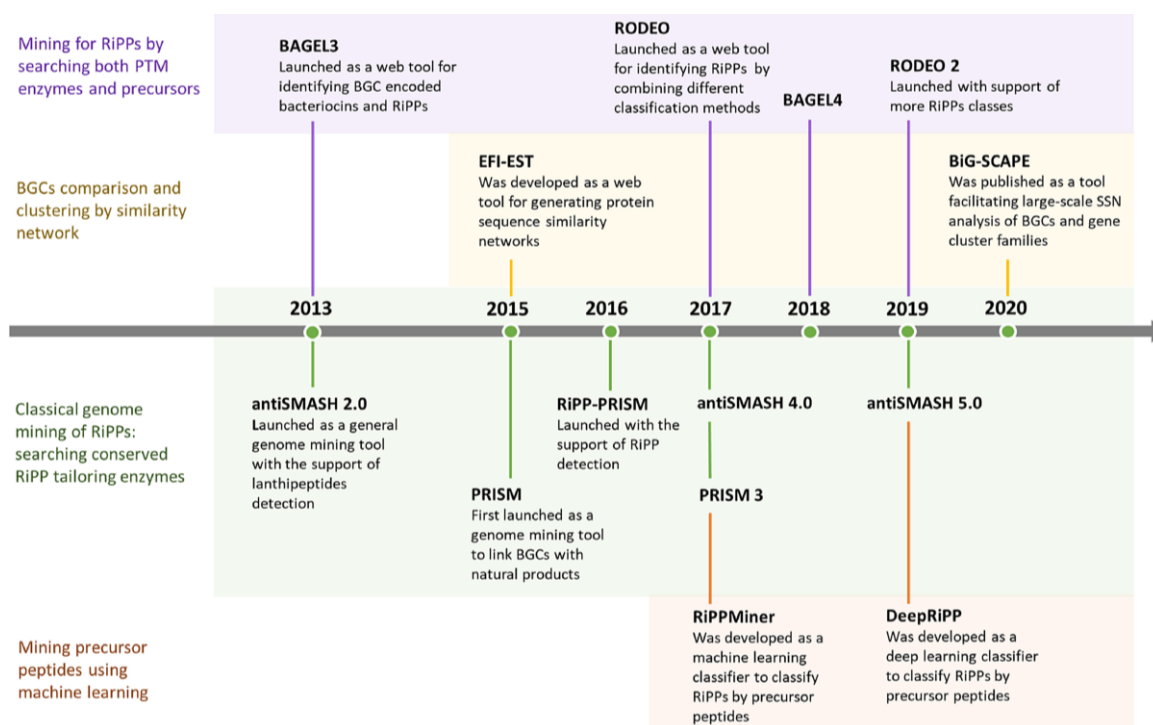 Mining for RiPPs by
searching both PTM
enzymes and precursors
BAGEL3
Launched as a web tool for
identifying BGC encoded
bacteriocins and RiPPs
RODEO
Launched as a web tool
for identifying RiPPs by
combining different
classification methods
BAGEL4
RODEO 2
Launched with support of
more RiPPs classes
BGCs comparison and
clustering by similarity
network
EFI-EST
Was developed as a web
tool for generating protein
sequence similarity
networks
BiG-SCAPE
Was published as a tool
facilitating large-scale SSN
analysis of BGCs and gene
cluster families
2013
2015
2016
2017
2018
2019
2020
Classical genome
mining of RiPPs:
searching conserved
RiPP tailoring enzymes
antiSMASH 2.0
Launched as a general
genome mining tool
with the support of
lanthipeptides
detection
PRISM
First launched as a
genome mining tool
to link BGCs with
natural products
RiPP-PRISM
Launched with the
support of RiPP
detection
antiSMASH 4.0
PRISM 3
antiSMASH 5.0
Mining precursor
peptides using
machine learning
RiPPMiner
Was developed as a
machine learning
classifier to classify
RiPPs by precursor
peptides
DeepRiPP
Was developed as a
deep learning classifier
to classify RiPPs by
precursor peptides